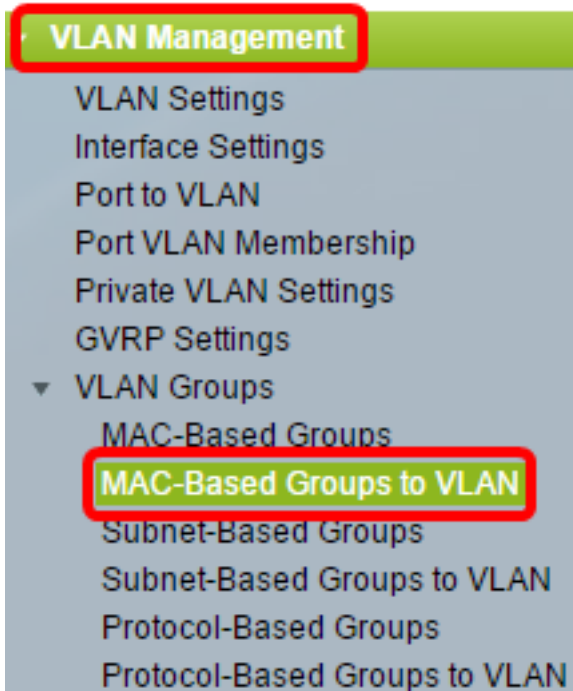 VLAN Management
VLAN Settings
Interface Settings
Port to VLAN
Port VLAN Membership
Private VLAN Settings
GVRP Settings
VLAN Groups
MAC-Based Groups
MAC-Based Groups to VLAN
Subnet-Based Groups
Subnet-Based Groups to VLAN
Protocol-Based Groups
Protocol-Based Groups to VLAN